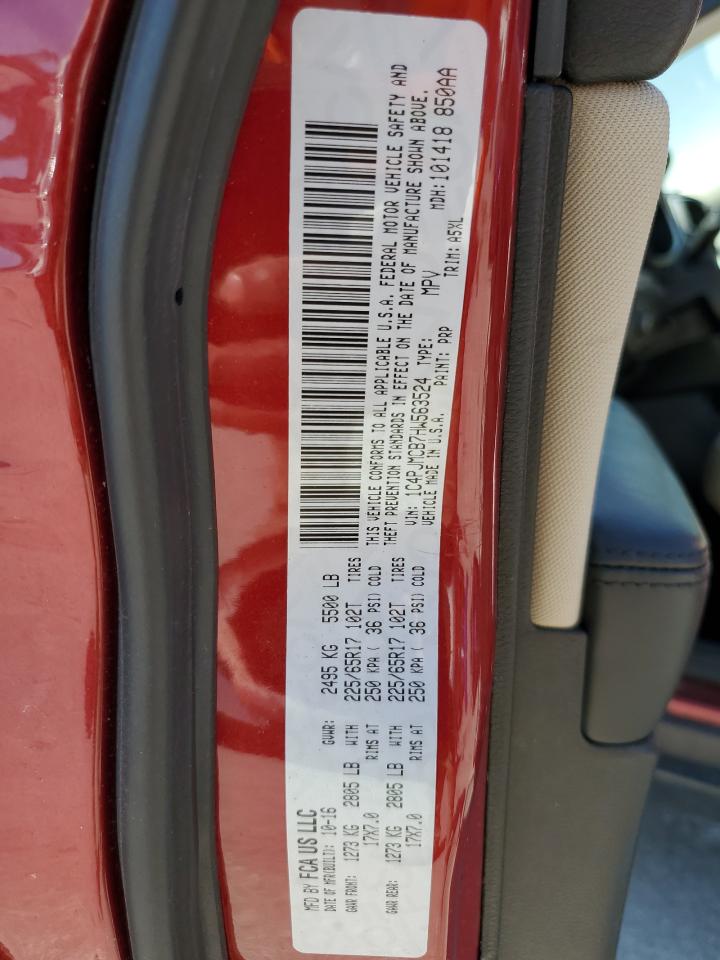 MFD BY FCA US LLC
DATE OF MFR(BUILT): 10-16 GVWR: 2495 KG 5500 LB
GAWR FRONT: 1273 KG 2805 LB WITH 225/65R17 102T TIRES
17X7.0 RIMS AT 250 KPA ( 36 PSI) COLD
GAWR REAR: 1273 KG 2805 LB WITH 225/65R17 102T TIRES
17X7.0 RIMS AT 250 KPA ( 36 PSI) COLD
THIS VEHICLE CONFORMS TO ALL APPLICABLE U.S.A. FEDERAL MOTOR VEHICLE SAFETY AND
THEFT PREVENTION STANDARDS IN EFFECT ON THE DATE OF MANUFACTURE SHOWN ABOVE.
VIN: 1C4PJMCB7HW563524 TYPE: MPV MDH:101418 850AA
VEHICLE MADE IN U.S.A. PAINT: PRP TRIM: A5XL